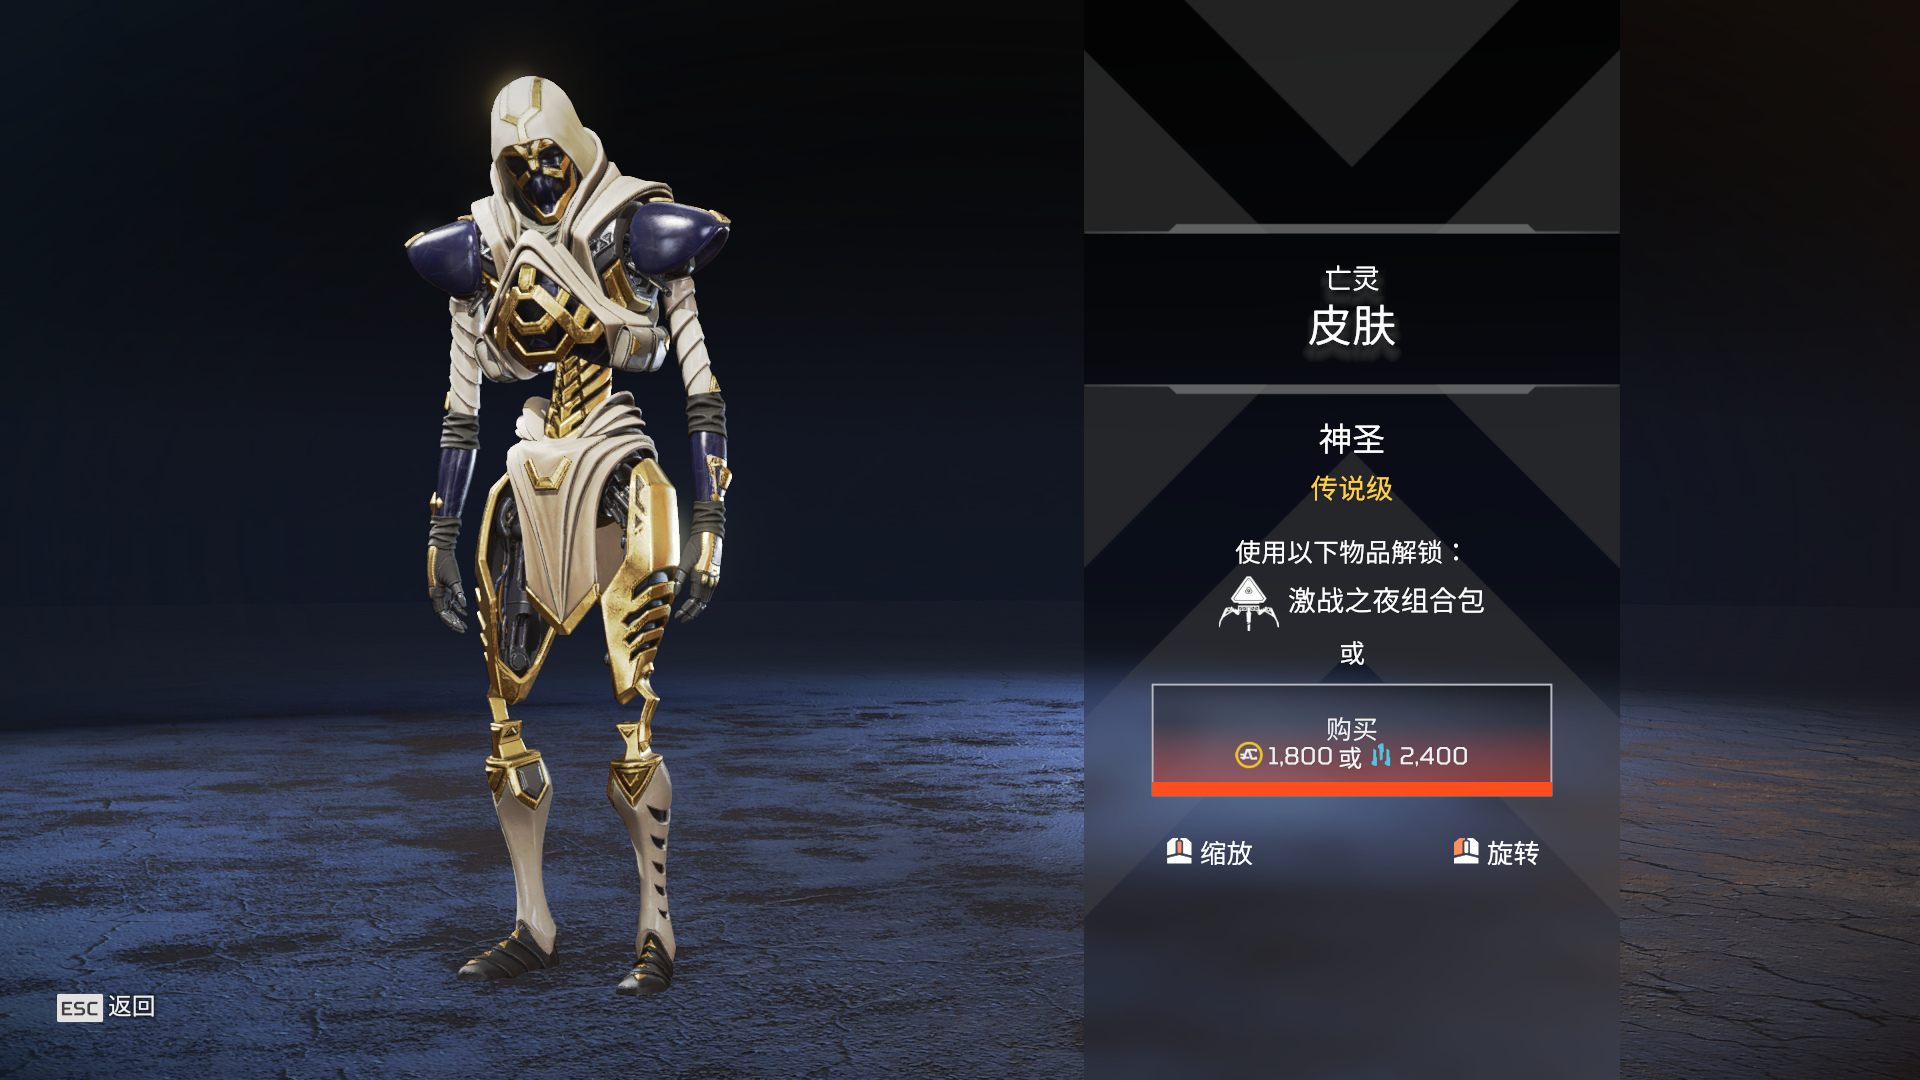 亡灵
皮肤
神圣
传说级
使用以下物品解锁：
激战之夜组合包
或
购买
1,800 或 2,400
缩放 旋转
ESC 返回